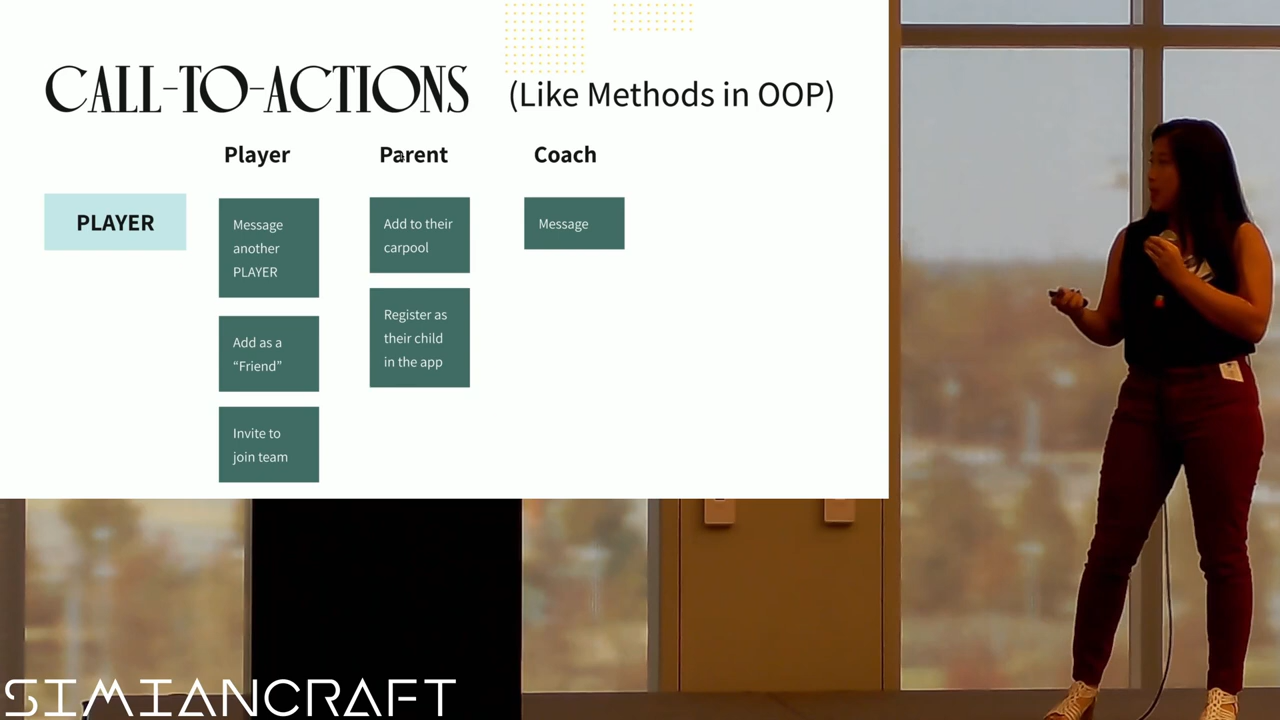 CALL-TO-ACTIONS (Like Methods in OOP)
Player Parent Coach
PLAYER
Message
another
PLAYER
Add as a
“Friend”
Invite to
join team
Add to their
carpool
Register as
their child
in the app
Message
SIMIANCRAFT